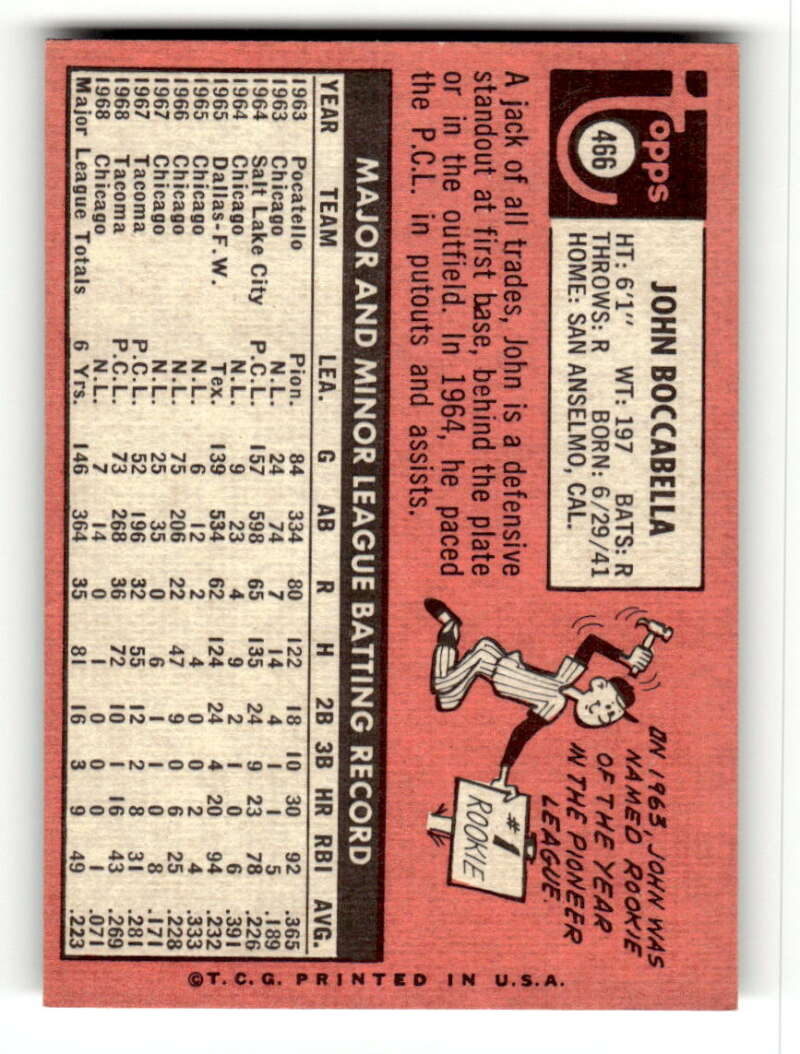 Topps
466
JOHN BOCCABELLA
HT: 6'1" WT: 197 BATS: R
THROWS: R BORN: 6/29/41
HOME: SAN ANSELMO, CAL.
A jack of all trades, John is a defensive
standout at first base, behind the plate
or in the outfield. In 1964, he paced
the P.C.L. in putouts and assists.
IN 1963, JOHN WAS
NAMED ROOKIE
OF THE YEAR
IN THE PIONEER
LEAGUE.
#1
ROOKIE
MAJOR AND MINOR LEAGUE BATTING RECORD
YEAR TEAM LEA. G AB R H 2B 3B HR RBI AVG.
1963 Pocatello Pion. 84 334 80 122 18 10 30 92 .365
1963 Chicago N.L. 24 74 7 14 4 1 1 5 .189
1964 Salt Lake City P.C.L. 157 598 65 135 24 9 23 78 .226
1964 Chicago N.L. 9 23 4 9 2 1 0 6 .391
1965 Dallas-F.W. Tex. 139 534 62 124 24 4 20 94 .232
1965 Chicago N.L. 6 12 2 4 0 0 2 4 .333
1966 Chicago N.L. 75 206 22 47 9 0 6 25 .228
1967 Chicago N.L. 25 35 0 6 1 1 0 8 .171
1967 Tacoma P.C.L. 52 196 32 55 12 2 8 31 .281
1968 Tacoma P.C.L. 73 268 36 72 10 1 16 43 .269
1968 Chicago N.L. 7 14 0 1 0 0 0 1 .071
Major League Totals 6 Yrs. 146 364 35 81 16 3 9 49 .223
©T.C.G. PRINTED IN U.S.A.